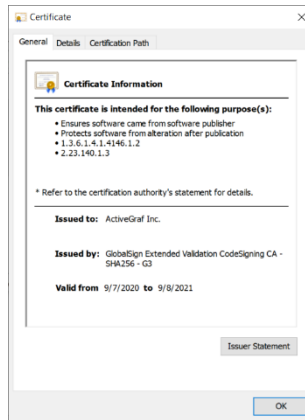 Certificate
General Details Certification Path
Certificate Information
This certificate is intended for the following purpose(s):
• Ensures software came from software publisher
• Protects software from alteration after publication
• 1.3.6.1.4.1.4146.1.2
• 2.23.140.1.3
* Refer to the certification authority's statement for details.
Issued to: ActiveGraf Inc.
Issued by: GlobalSign Extended Validation CodeSigning CA -
SHA256 - G3
Valid from 9/7/2020 to 9/8/2021
Issuer Statement
OK